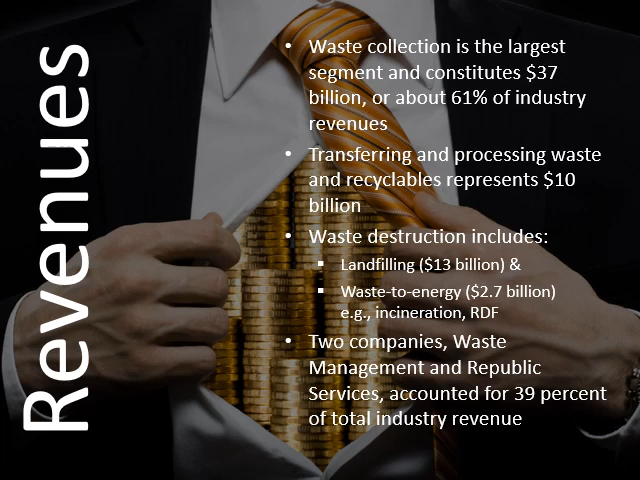 Revenues
• Waste collection is the largest
segment and constitutes $37
billion, or about 61% of industry
revenues
• Transferring and processing waste
and recyclables represents $10
billion
• Waste destruction includes:
▪ Landfilling ($13 billion) &
▪ Waste-to-energy ($2.7 billion)
e.g., incineration, RDF
• Two companies, Waste
Management and Republic
Services, accounted for 39 percent
of total industry revenue